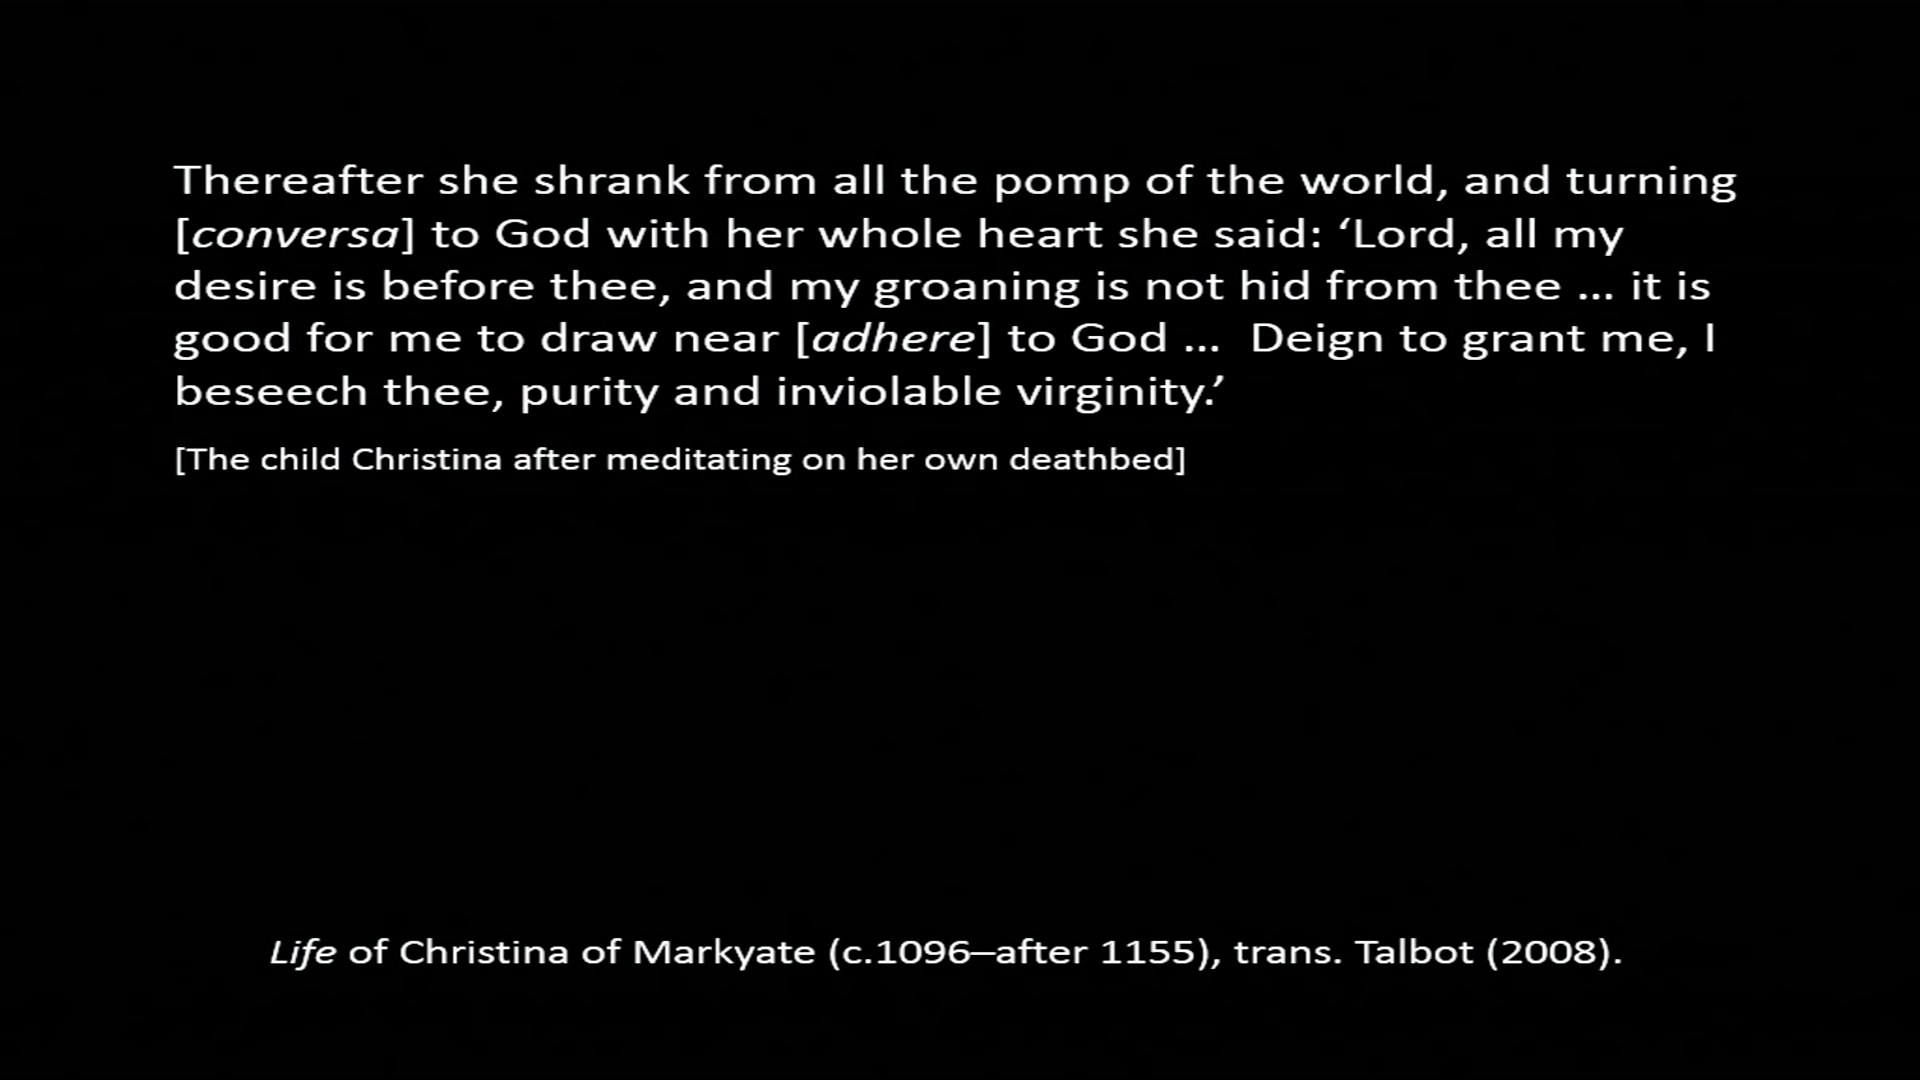 Thereafter she shrank from all the pomp of the world, and turning
[conversa] to God with her whole heart she said: ‘Lord, all my
desire is before thee, and my groaning is not hid from thee ... it is
good for me to draw near [adhere] to God ...  Deign to grant me, I
beseech thee, purity and inviolable virginity.’
[The child Christina after meditating on her own deathbed]
Life of Christina of Markyate (c.1096–after 1155), trans. Talbot (2008).